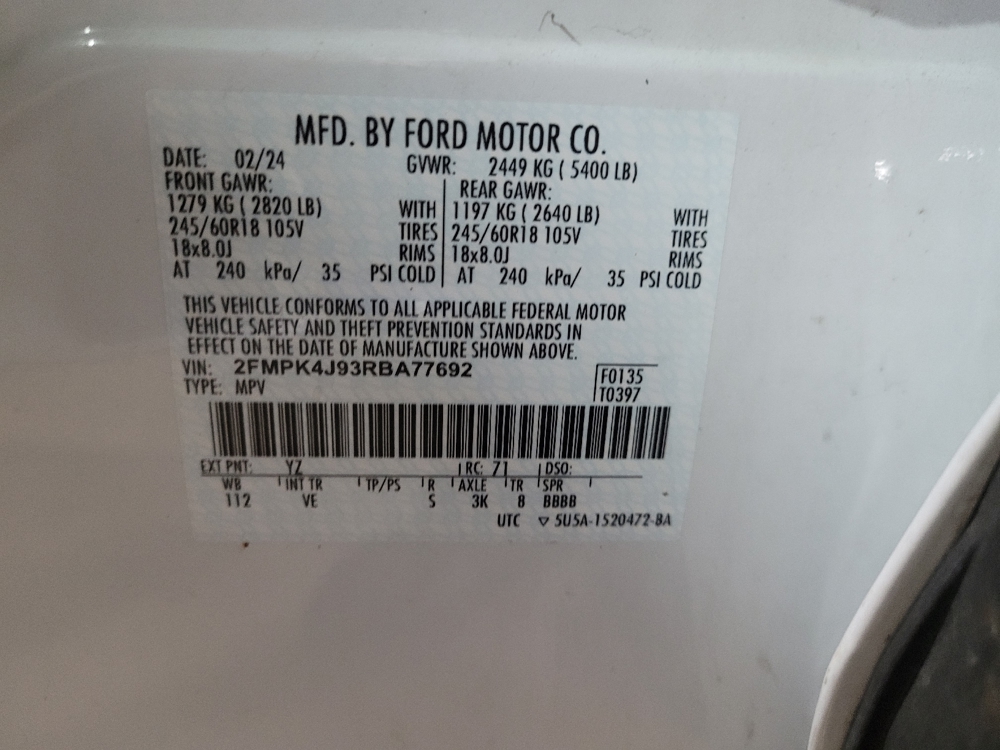 MFD. BY FORD MOTOR CO.
DATE: 02/24 GVWR: 2449 KG ( 5400 LB)
FRONT GAWR: REAR GAWR:
1279 KG ( 2820 LB) WITH 1197 KG ( 2640 LB) WITH
245/60R18 105V TIRES 245/60R18 105V TIRES
18x8.0J RIMS 18x8.0J RIMS
AT 240 kPa/ 35 PSI COLD AT 240 kPa/ 35 PSI COLD
THIS VEHICLE CONFORMS TO ALL APPLICABLE FEDERAL MOTOR
VEHICLE SAFETY AND THEFT PREVENTION STANDARDS IN
EFFECT ON THE DATE OF MANUFACTURE SHOWN ABOVE.
VIN: 2FMPK4J93RBA77692
F0135
TYPE: MPV
T0397
EXT PNT: YZ RC: 71 DSO:
WB INT TR TP/PS R AXLE TR SPR
112 VE S 3K 8 BBBB
UTC ▽ 5U5A-1520472-BA